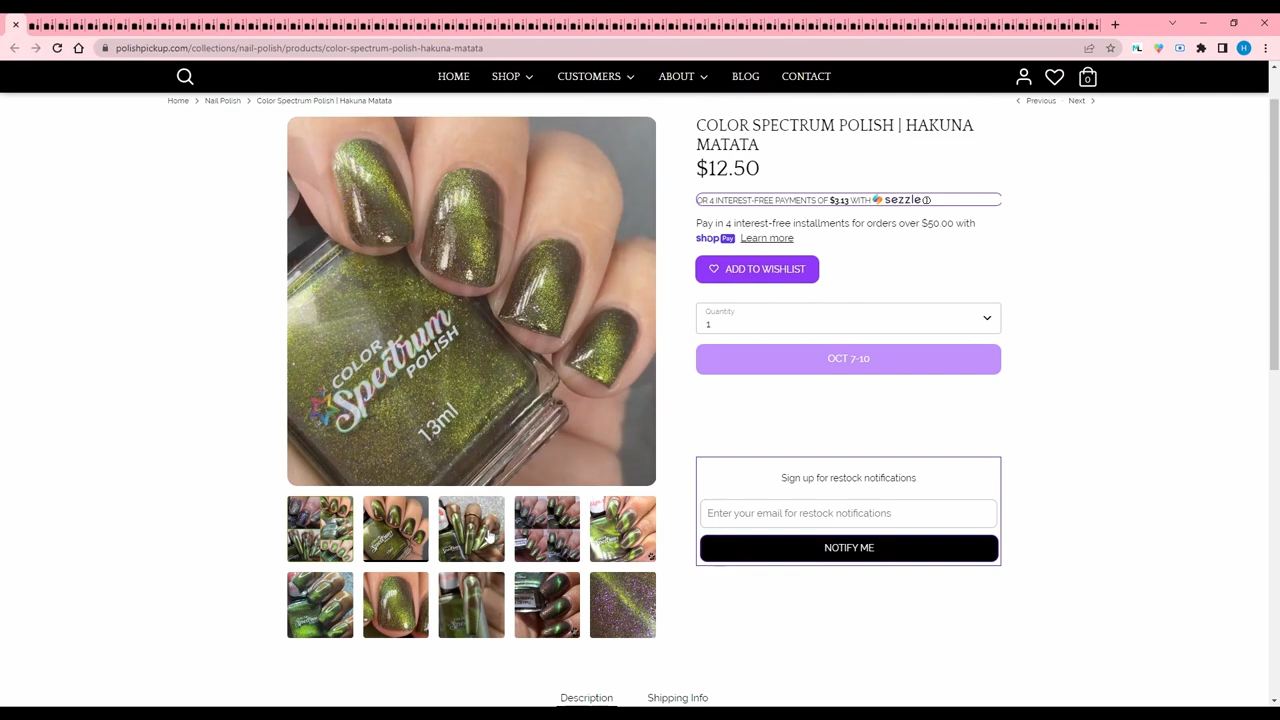 polishpickup.com/collections/nail-polish/products/color-spectrum-polish-hakuna-matata
HOME SHOP CUSTOMERS ABOUT BLOG CONTACT
0
Home > Nail Polish > Color Spectrum Polish | Hakuna Matata
< Previous Next >
COLOR SPECTRUM POLISH | HAKUNA
MATATA
$12.50
OR 4 INTEREST-FREE PAYMENTS OF $3.13 WITH sezzle
Pay in 4 interest-free installments for orders over $50.00 with
shop Pay Learn more
ADD TO WISHLIST
Quantity
1
OCT 7-10
Sign up for restock notifications
Enter your email for restock notifications
NOTIFY ME
COLOR
Spectrum
POLISH
13ml
Description Shipping Info